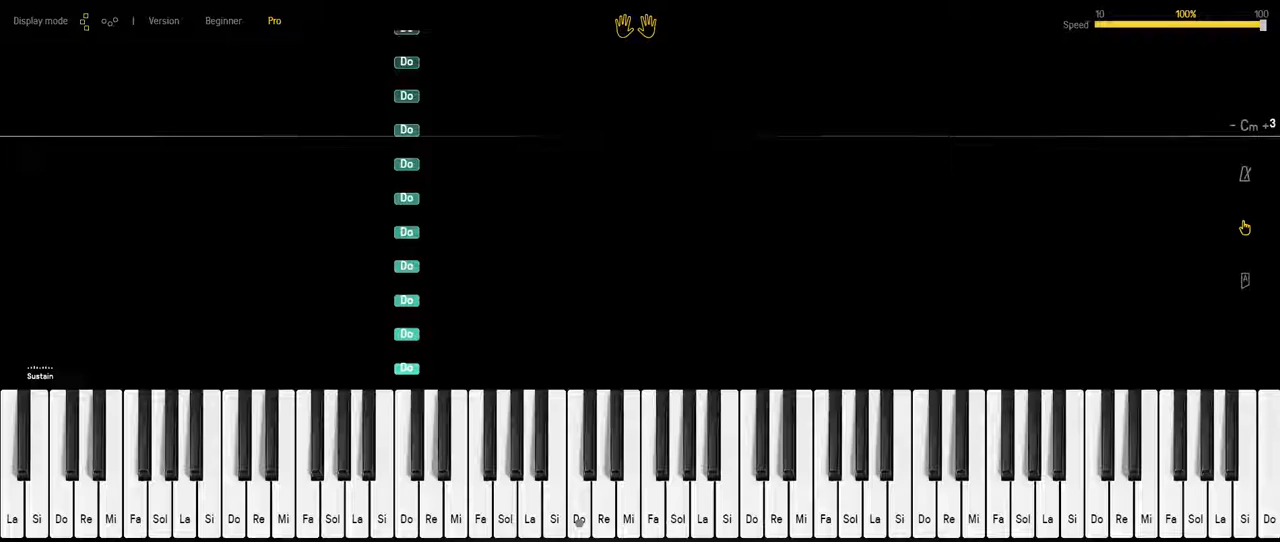 Display mode | Version Beginner Pro
10 100% 100
Speed
Do
Do
Do
- Cm +3
Do
Do
Do
Do
Do
Do
Do
Sustain
La Si Do Re Mi Fa Sol La Si Do Re Mi Fa Sol La Si Do Re Mi Fa Sol La Si Do Re Mi Fa Sol La Si Do Re Mi Fa Sol La Si Do Re Mi Fa Sol La Si Do Re Mi Fa Sol La Si Do